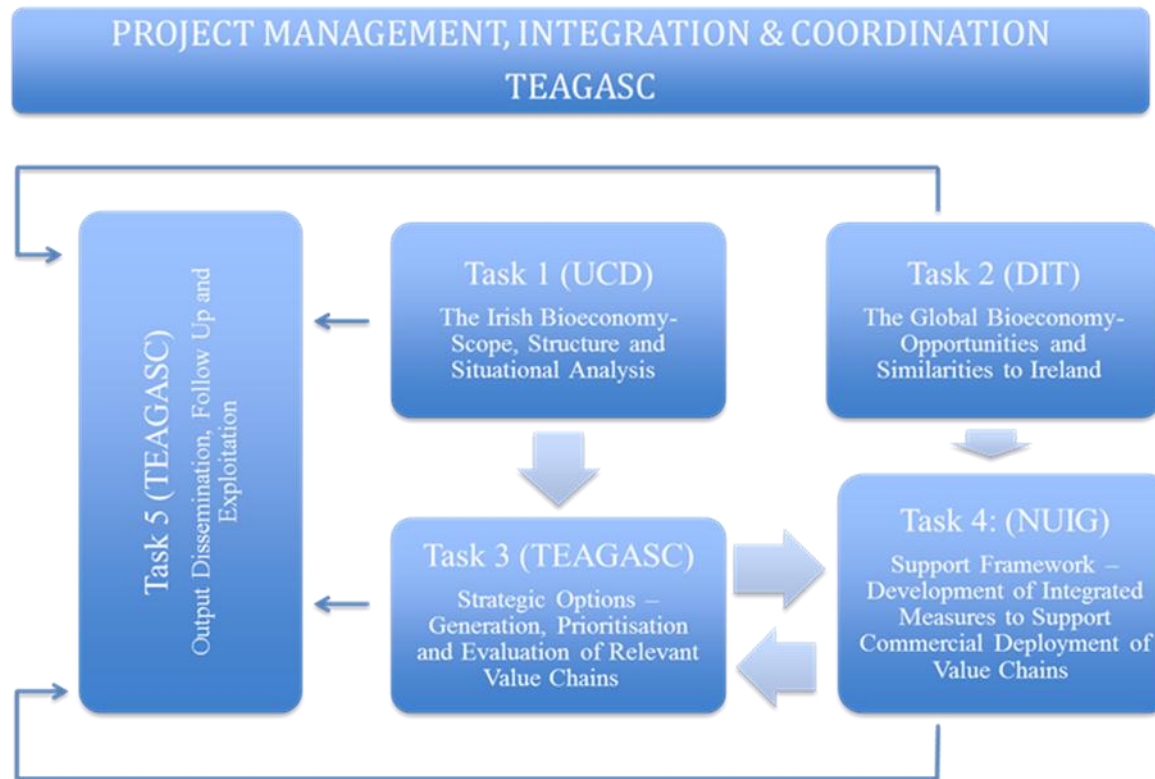 PROJECT MANAGEMENT, INTEGRATION & COORDINATION
TEAGASC
Task 5 (TEAGASC)
Output Dissemination, Follow Up and
Exploitation
Task 1 (UCD)
The Irish Bioeconomy-
Scope, Structure and
Situational Analysis
Task 2 (DIT)
The Global Bioeconomy-
Opportunities and
Similarities to Ireland
Task 3 (TEAGASC)
Strategic Options –
Generation, Prioritisation
and Evaluation of Relevant
Value Chains
Task 4: (NUIG)
Support Framework –
Development of Integrated
Measures to Support
Commercial Deployment of
Value Chains